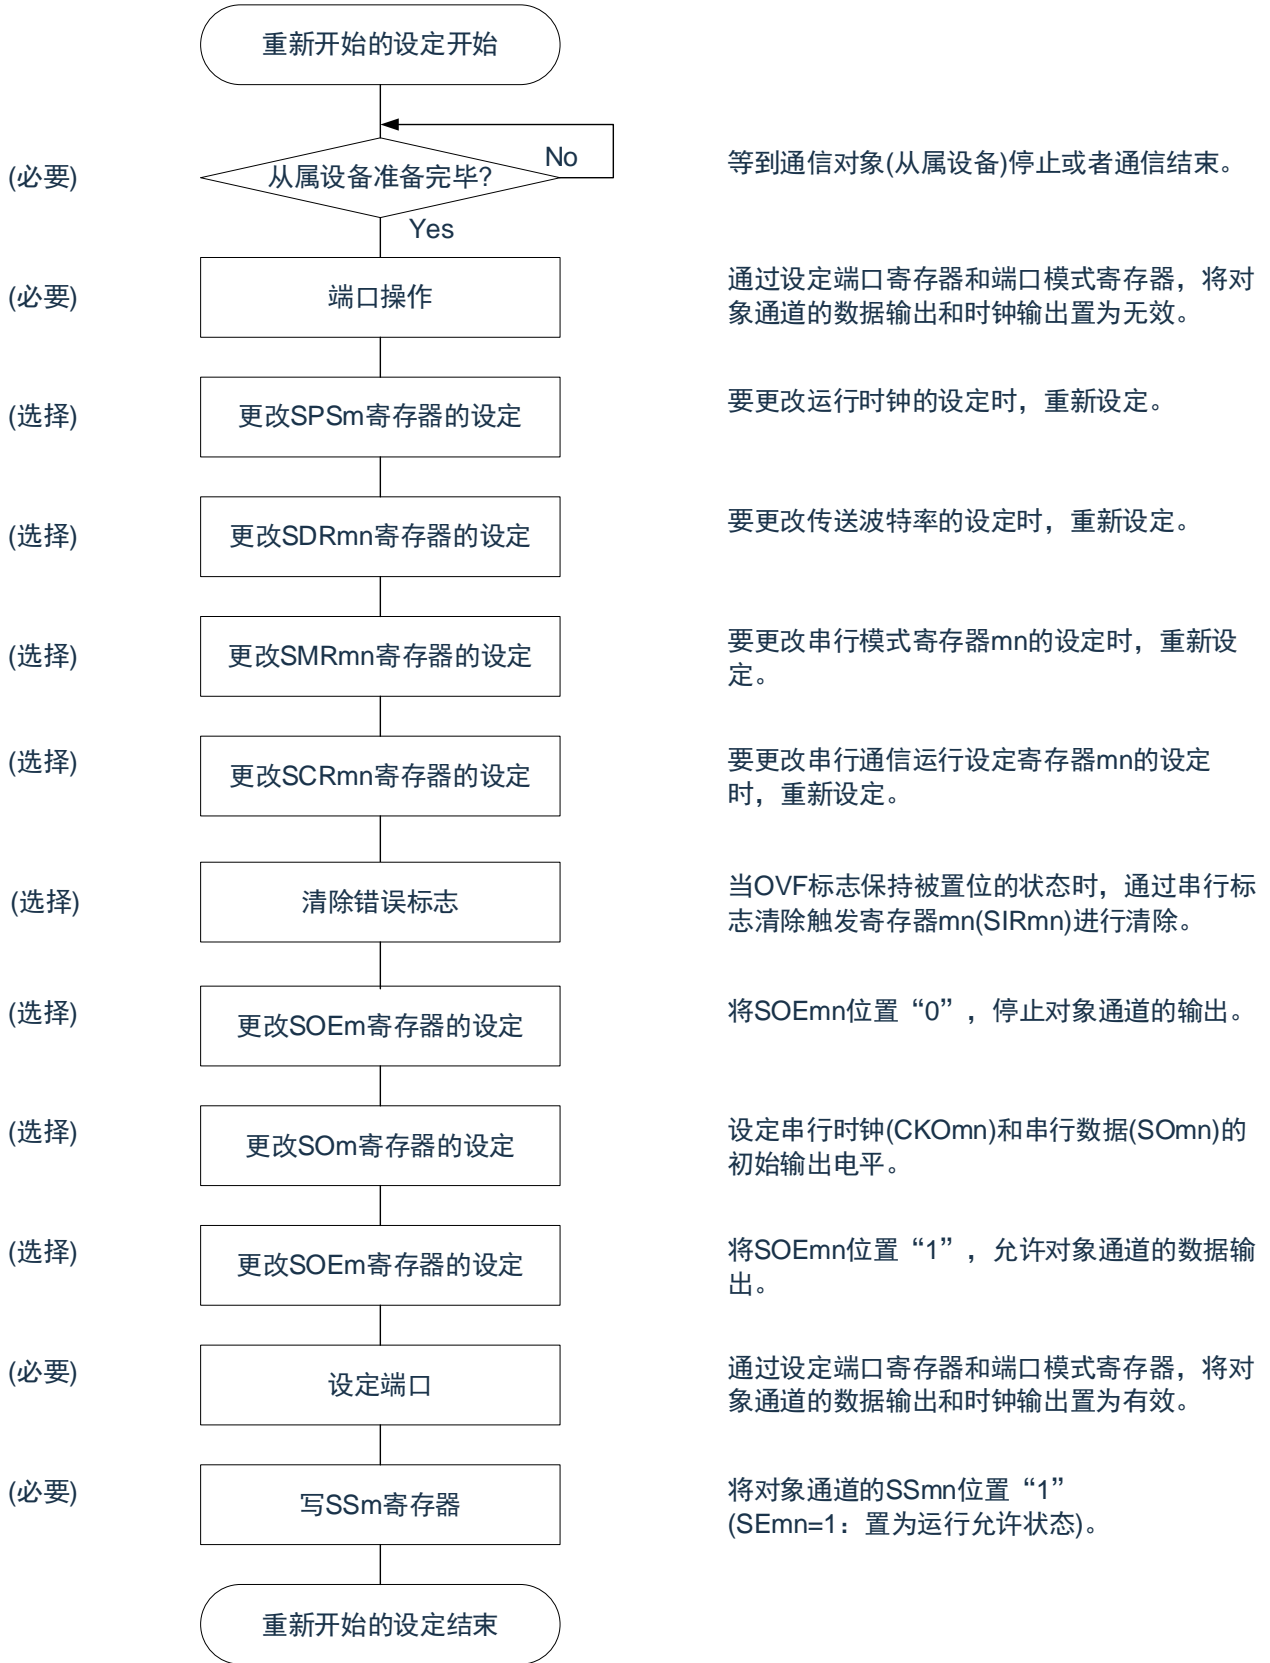 重新开始的设定开始
(必要)
从属设备准备完毕?
No
等到通信对象(从属设备)停止或者通信结束。
Yes
(必要)
端口操作
通过设定端口寄存器和端口模式寄存器，将对
象通道的数据输出和时钟输出置为无效。
(选择)
更改SPSm寄存器的设定
要更改运行时钟的设定时，重新设定。
(选择)
更改SDRmn寄存器的设定
要更改传送波特率的设定时，重新设定。
(选择)
更改SMRmn寄存器的设定
要更改串行模式寄存器mn的设定时，重新设
定。
(选择)
更改SCRmn寄存器的设定
要更改串行通信运行设定寄存器mn的设定
时，重新设定。
(选择)
清除错误标志
当OVF标志保持被置位的状态时，通过串行标
志清除触发寄存器mn(SIRmn)进行清除。
(选择)
更改SOEm寄存器的设定
将SOEmn位置“0”，停止对象通道的输出。
(选择)
更改SOm寄存器的设定
设定串行时钟(CKOmn)和串行数据(SOmn)的
初始输出电平。
(选择)
更改SOEm寄存器的设定
将SOEmn位置“1”，允许对象通道的数据输
出。
(必要)
设定端口
通过设定端口寄存器和端口模式寄存器，将对
象通道的数据输出和时钟输出置为有效。
(必要)
写SSm寄存器
将对象通道的SSmn位置“1”
(SEmn=1：置为运行允许状态)。
重新开始的设定结束